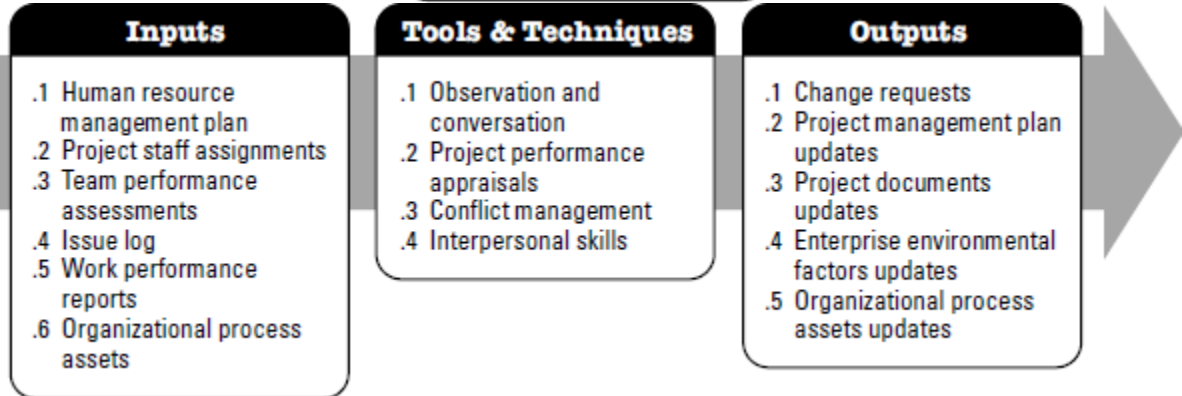 Inputs
.1 Human resource
management plan
.2 Project staff assignments
.3 Team performance
assessments
.4 Issue log
.5 Work performance
reports
.6 Organizational process
assets
Tools & Techniques
.1 Observation and
conversation
.2 Project performance
appraisals
.3 Conflict management
.4 Interpersonal skills
Outputs
.1 Change requests
.2 Project management plan
updates
.3 Project documents
updates
.4 Enterprise environmental
factors updates
.5 Organizational process
assets updates